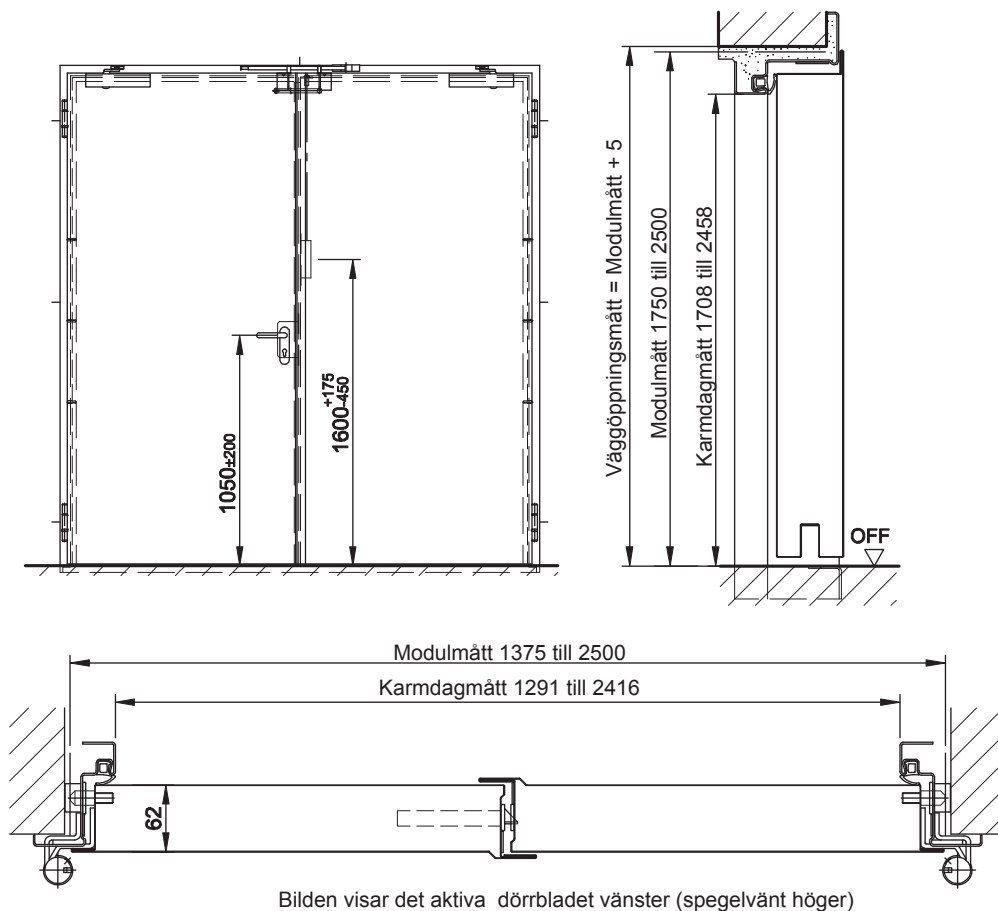 1050±200
1600 +175 -450
Väggöppningsmått = Modulmått + 5
Modulmått 1750 till 2500
Karmdagmått 1708 till 2458
OFF
Modulmått 1375 till 2500
Karmdagmått 1291 till 2416
62
Bilden visar det aktiva dörrbladet vänster (spegelvänt höger)